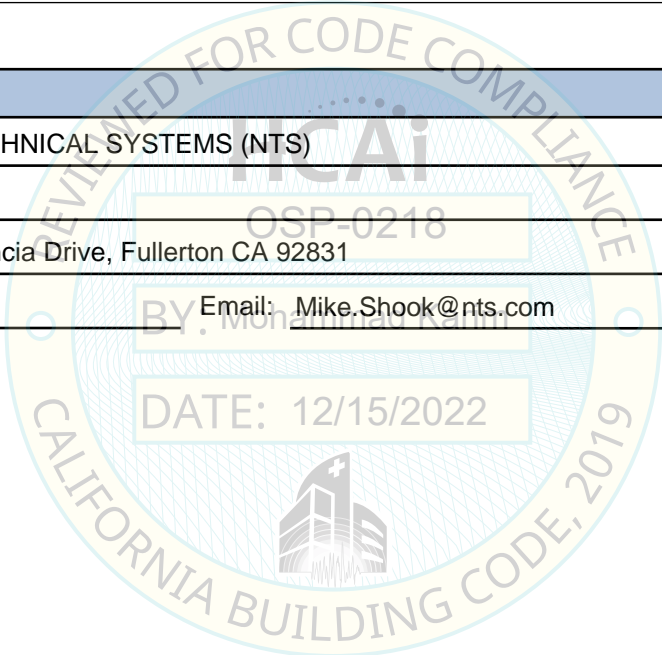 REVIEWED FOR CODE COMPLIANCE
HCAi
HNICAL SYSTEMS (NTS)
OSP-0218
cia Drive, Fullerton CA 92831
Email: Mike.Shook@nts.com
BY: Mohammad Karim
DATE: 12/15/2022
CALIFORNIA BUILDING CODE, 2019